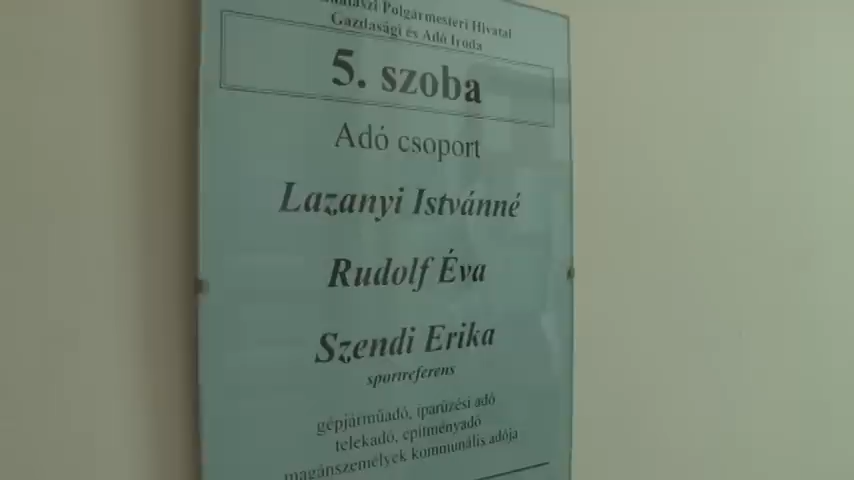 Polgármesteri Hivatal
Gazdasági és Adó Iroda
5. szoba
Adó csoport
Lazanyi Istvánné
Rudolf Éva
Szendi Erika
sportreferens
gépjárműadó, iparűzési adó
telekadó, építményadó
magánszemélyek kommunális adója